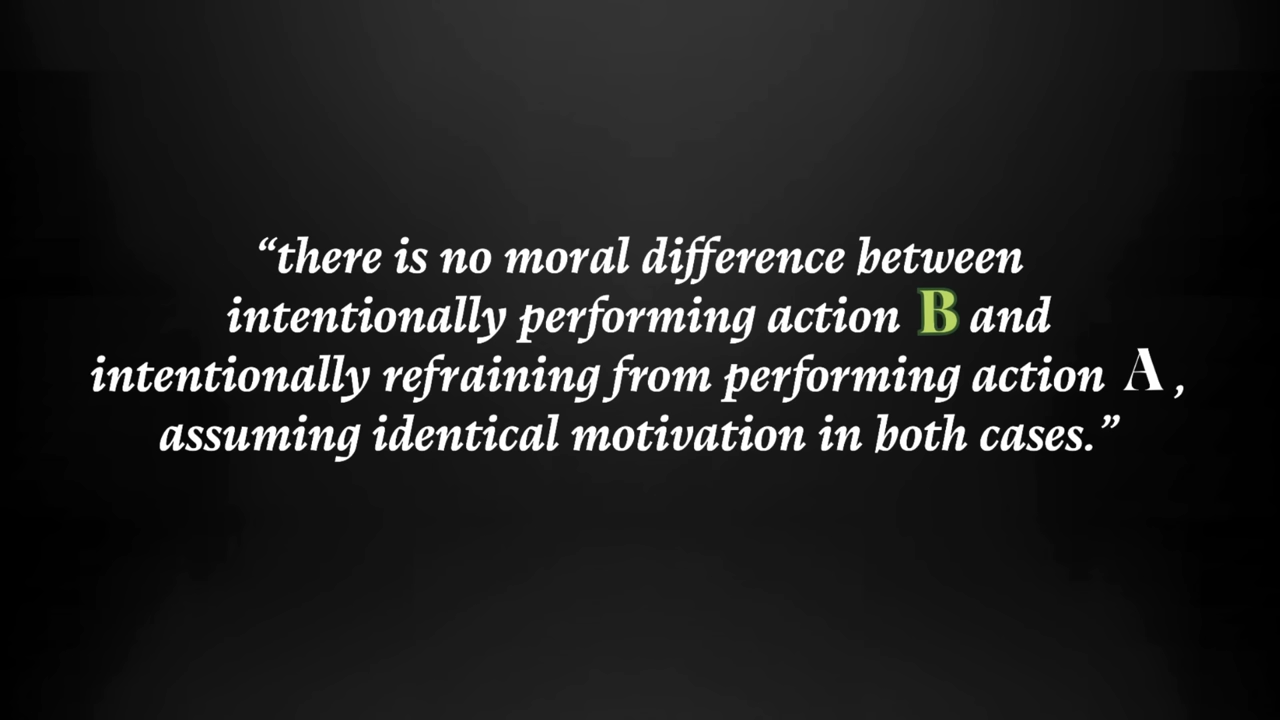 “there is no moral difference between
intentionally performing action B and
intentionally refraining from performing action A ,
assuming identical motivation in both cases.”